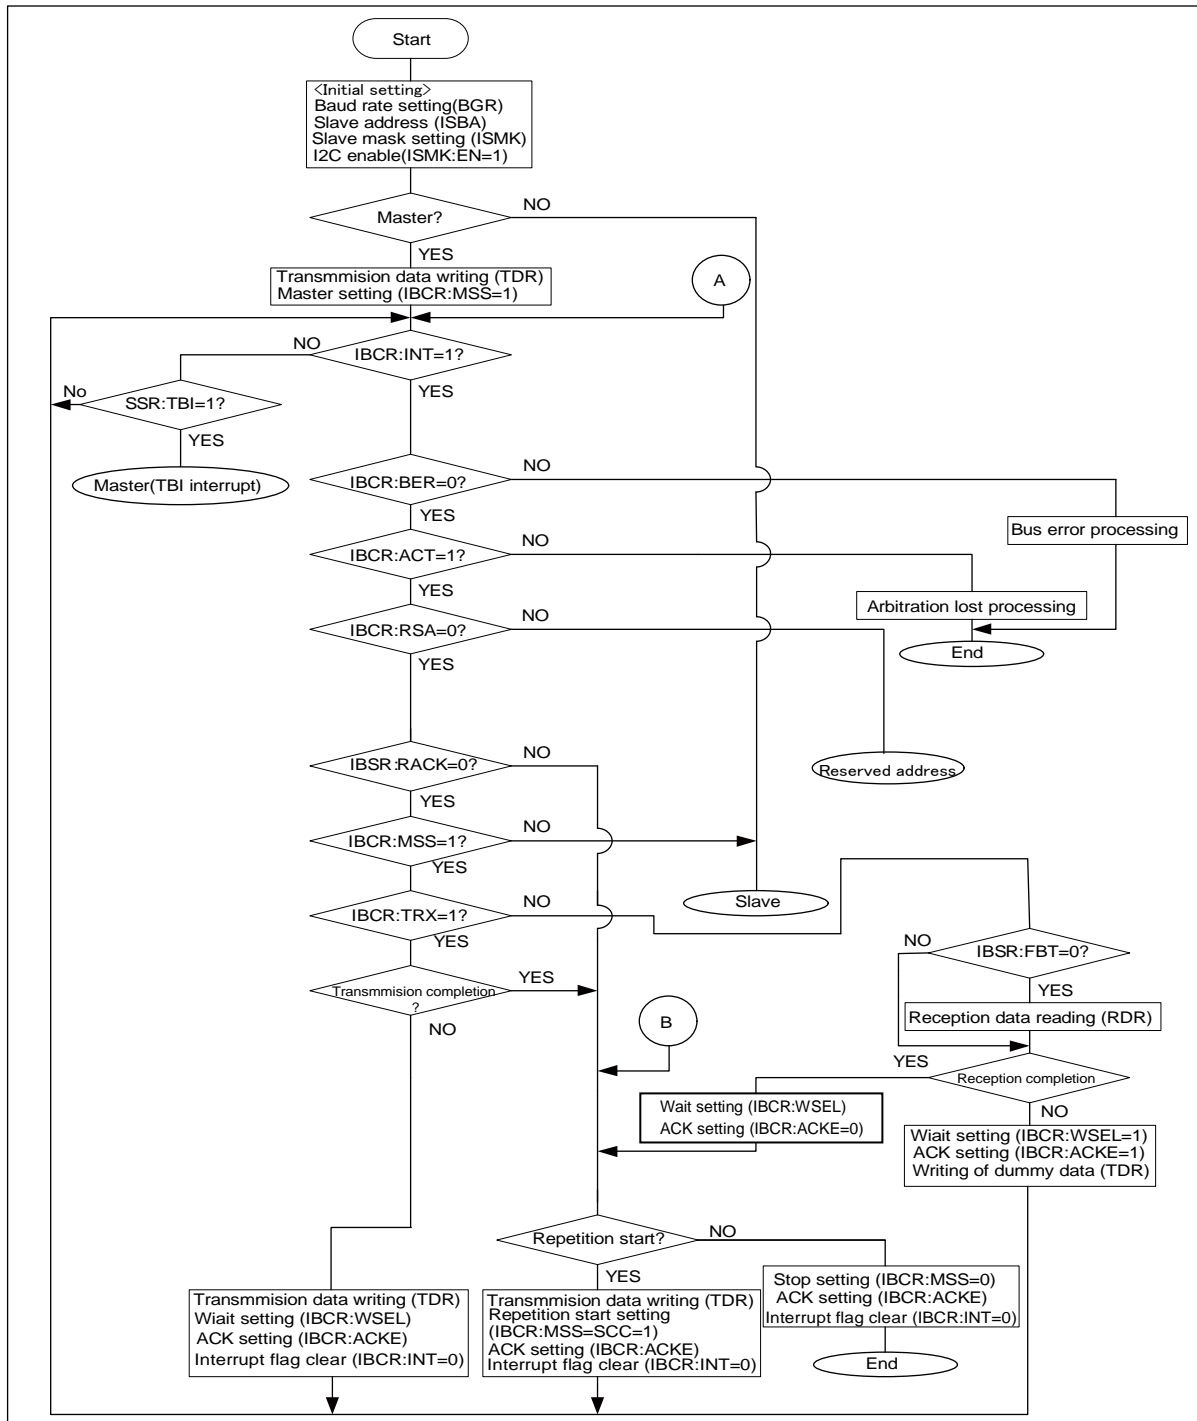 Start
<Initial setting>
Baud rate setting(BGR)
Slave address (ISBA)
Slave mask setting (ISMK)
I2C enable(ISMK:EN=1)
Master?
NO
YES
Transmmision data writing (TDR)
Master setting (IBCR:MSS=1)
A
NO
IBCR:INT=1?
YES
No
SSR:TBI=1?
YES
Master(TBI interrupt)
IBCR:BER=0?
NO
YES
Bus error processing
IBCR:ACT=1?
NO
YES
Arbitration lost processing
IBCR:RSA=0?
NO
YES
End
IBSR:RACK=0?
NO
YES
Reserved address
IBCR:MSS=1?
NO
YES
Slave
IBCR:TRX=1?
NO
YES
NO
IBSR:FBT=0?
YES
Transmmision completion
?
YES
NO
Reception data reading (RDR)
B
YES
Reception completion
NO
Wait setting (IBCR:WSEL)
ACK setting (IBCR:ACKE=0)
Wiait setting (IBCR:WSEL=1)
ACK setting (IBCR:ACKE=1)
Writing of dummy data (TDR)
Repetition start?
NO
YES
Stop setting (IBCR:MSS=0)
ACK setting (IBCR:ACKE)
Interrupt flag clear (IBCR:INT=0)
Transmmision data writing (TDR)
Wiait setting (IBCR:WSEL)
ACK setting (IBCR:ACKE)
Interrupt flag clear (IBCR:INT=0)
Transmmision data writing (TDR)
Repetition start setting
(IBCR:MSS=SCC=1)
ACK setting (IBCR:ACKE)
Interrupt flag clear (IBCR:INT=0)
End